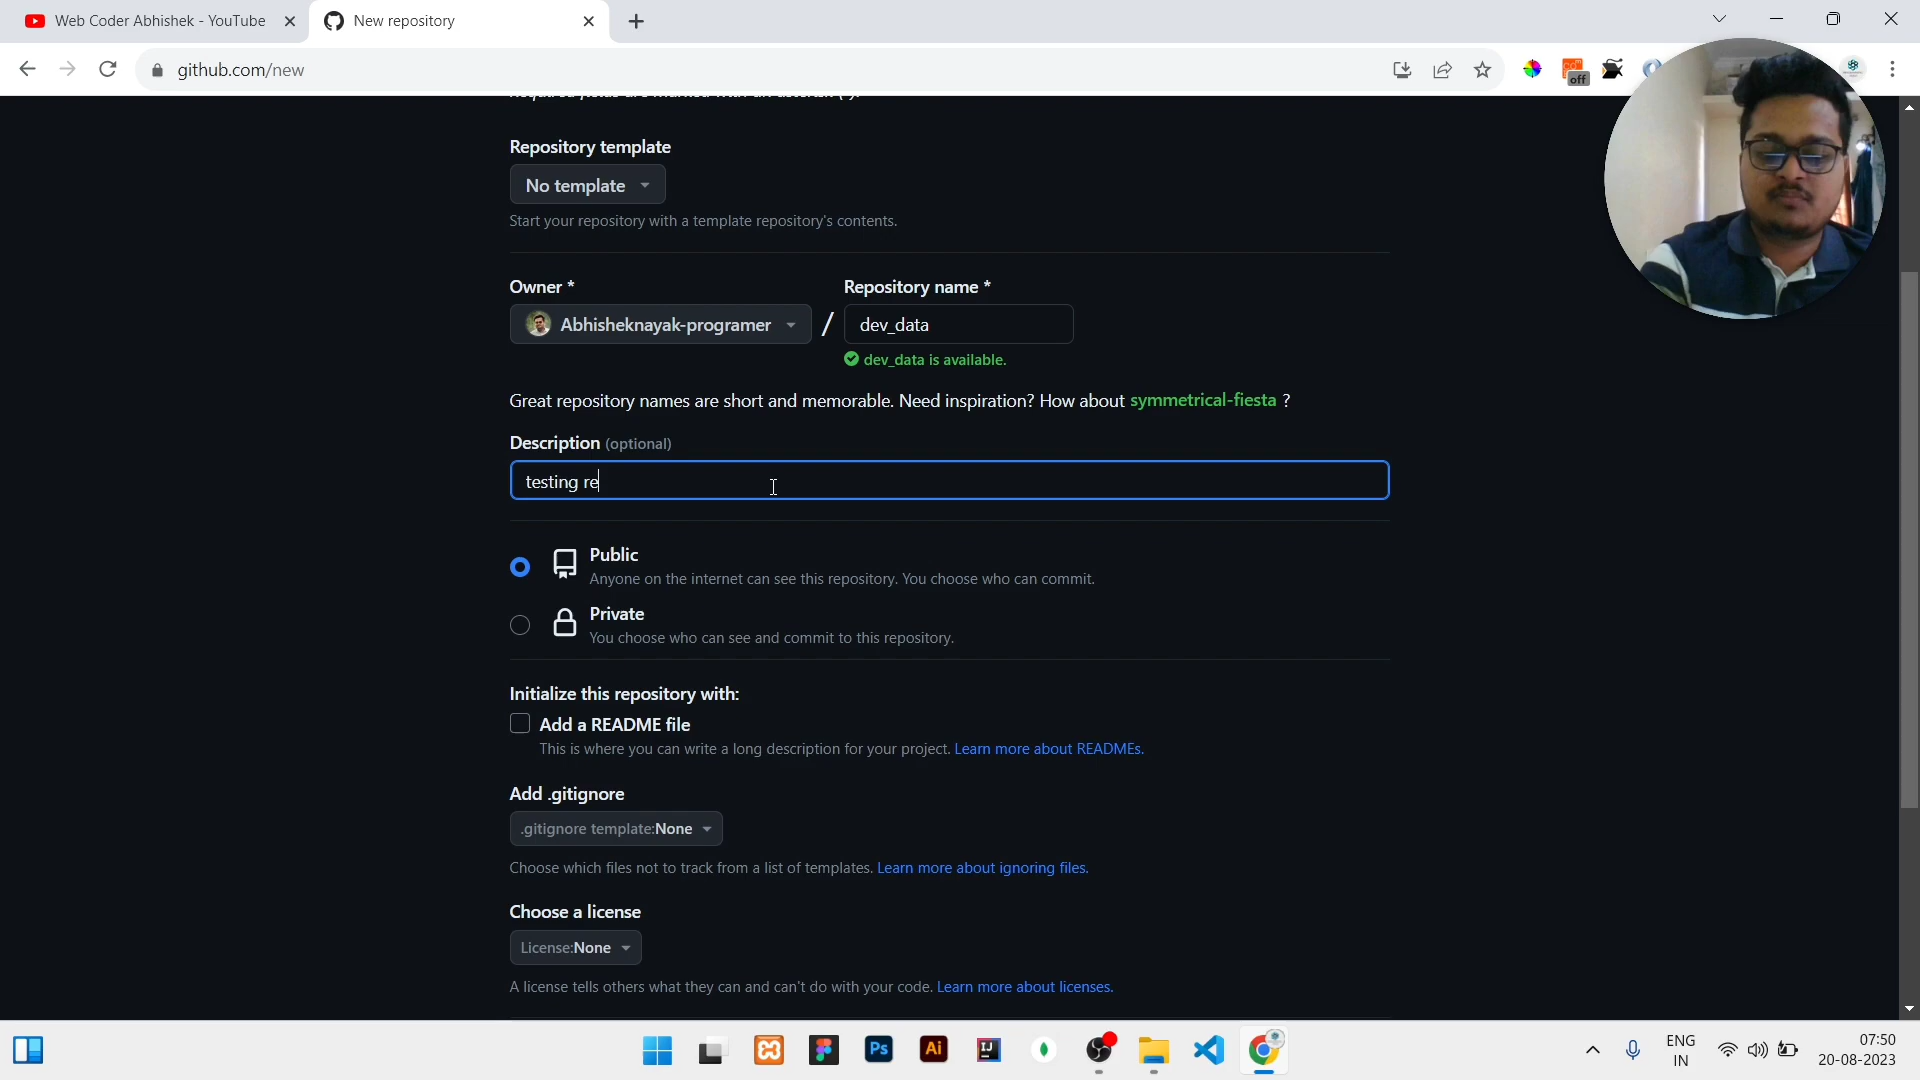 Web Coder Abhishek - YouTube
New repository
github.com/new
off
Repository template
No template
Start your repository with a template repository's contents.
Owner *
Repository name *
Abhisheknayak-programer
/
dev_data
dev_data is available.
Great repository names are short and memorable. Need inspiration? How about symmetrical-fiesta ?
Description (optional)
testing re
Public
Anyone on the internet can see this repository. You choose who can commit.
Private
You choose who can see and commit to this repository.
Initialize this repository with:
Add a README file
This is where you can write a long description for your project. Learn more about READMEs.
Add .gitignore
.gitignore template:None
Choose which files not to track from a list of templates. Learn more about ignoring files.
Choose a license
License:None
A license tells others what they can and can't do with your code. Learn more about licenses.
Ps
Ai
IJ
ENG
IN
07:50
20-08-2023